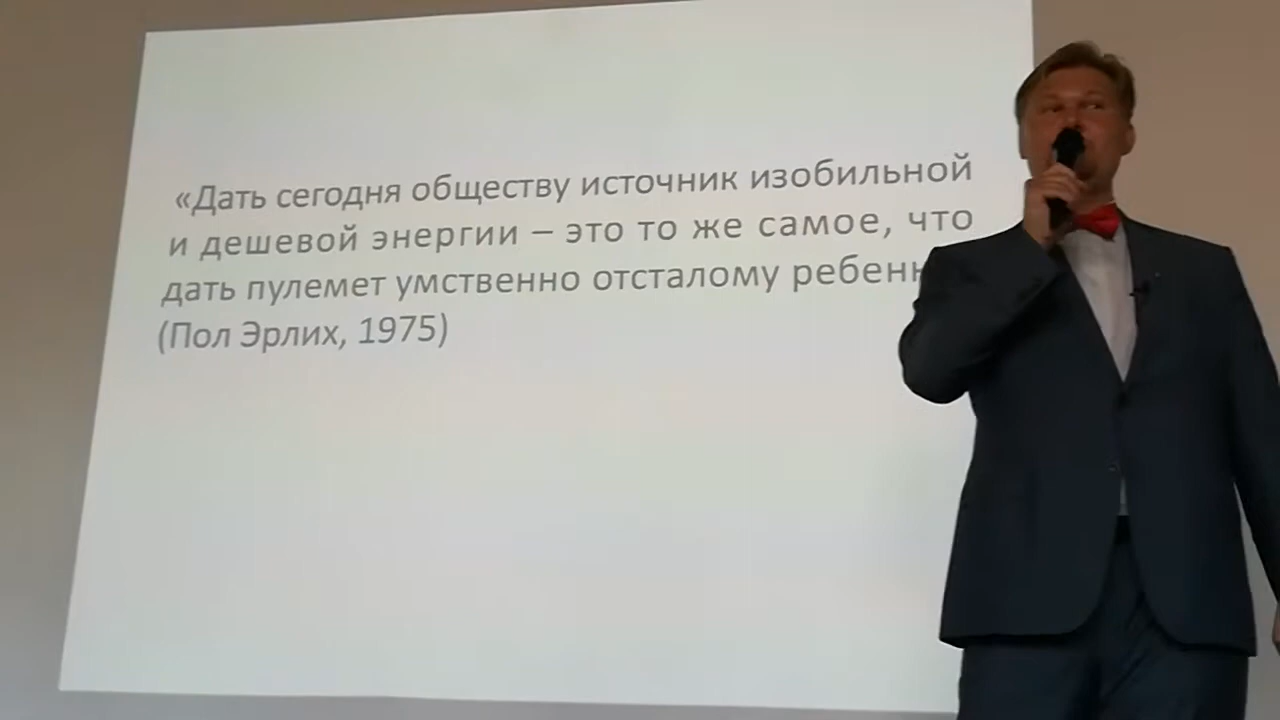 «Дать сегодня обществу источник изобильной
и дешевой энергии – это то же самое, что
дать пулемет умственно отсталому
(Пол Эрлих, 1975)